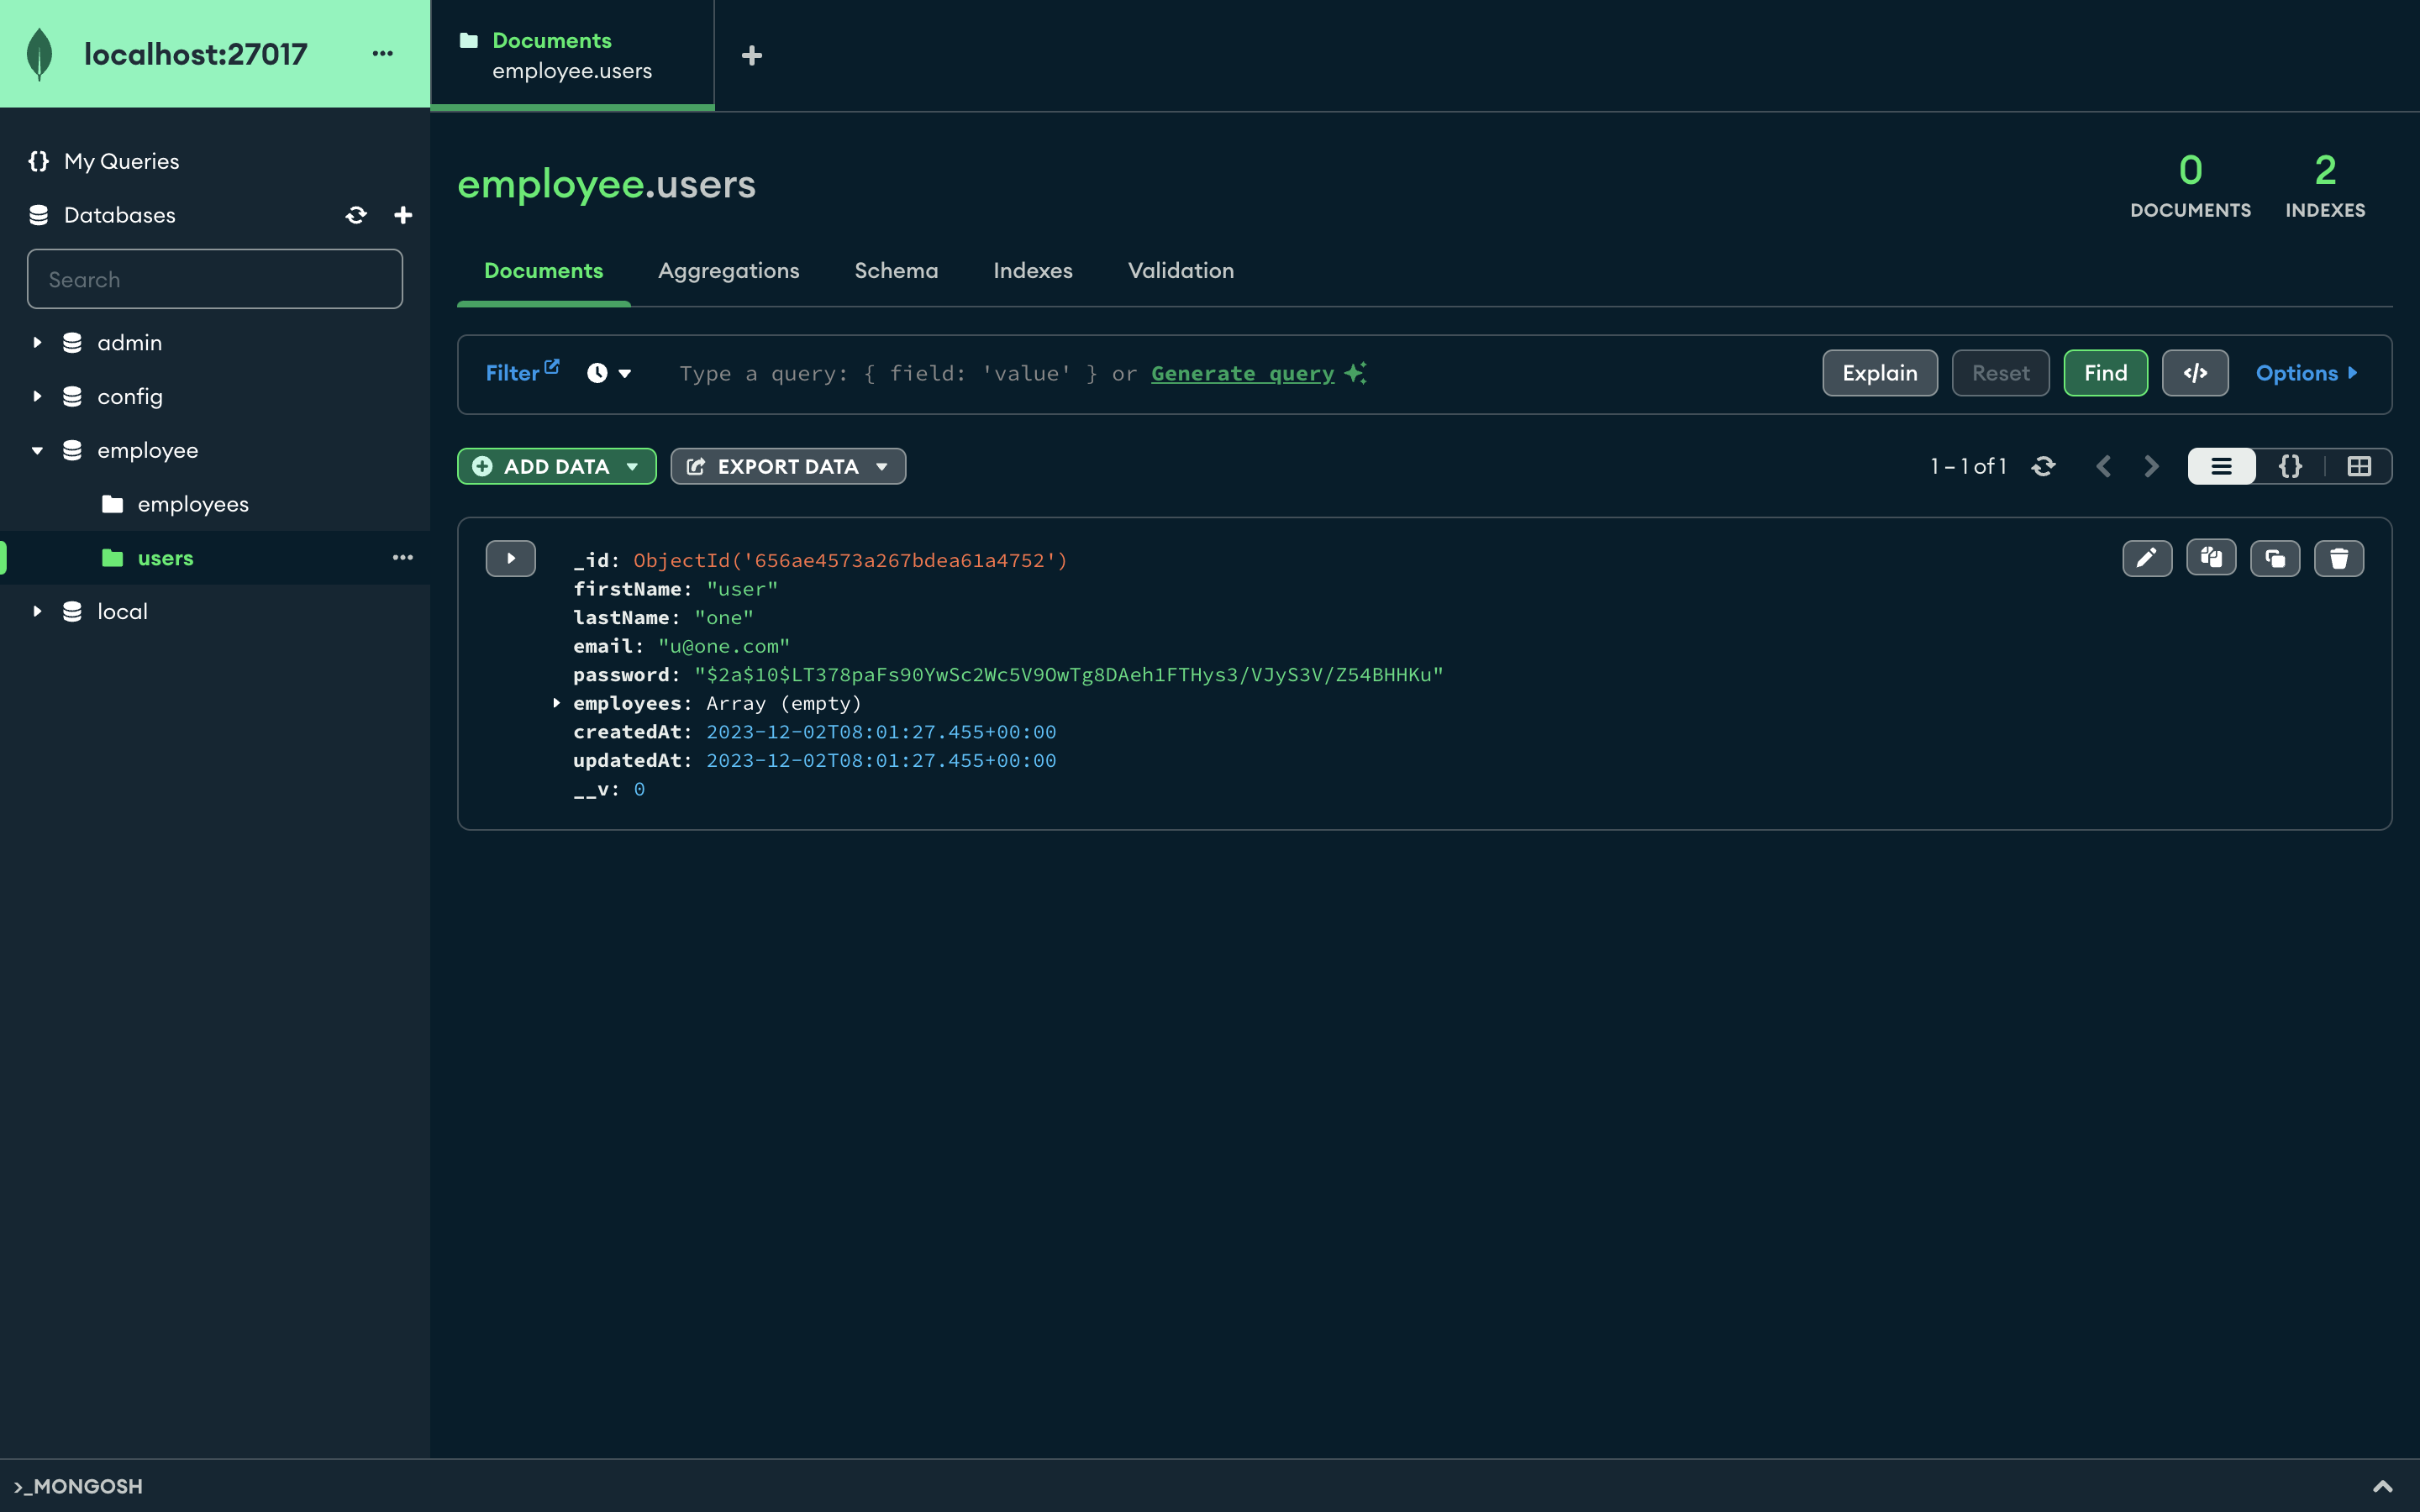 localhost:27017
Documents
employee.users
My Queries
Databases
Search
admin
config
employee
employees
users
local
employee.users
0
DOCUMENTS
2
INDEXES
Documents Aggregations Schema Indexes Validation
Filter Type a query: { field: 'value' } or Generate query Explain Reset Find </> Options
ADD DATA EXPORT DATA 1 – 1 of 1 {}
_id: ObjectId('656ae4573a267bdea61a4752')
firstName: "user"
lastName: "one"
email: "u@one.com"
password: "$2a$10$LT378paFs90YwSc2Wc5V9OwTg8DAeh1FTHys3/VJyS3V/Z54BHHKu"
employees: Array (empty)
createdAt: 2023-12-02T08:01:27.455+00:00
updatedAt: 2023-12-02T08:01:27.455+00:00
__v: 0
>_MONGOSH